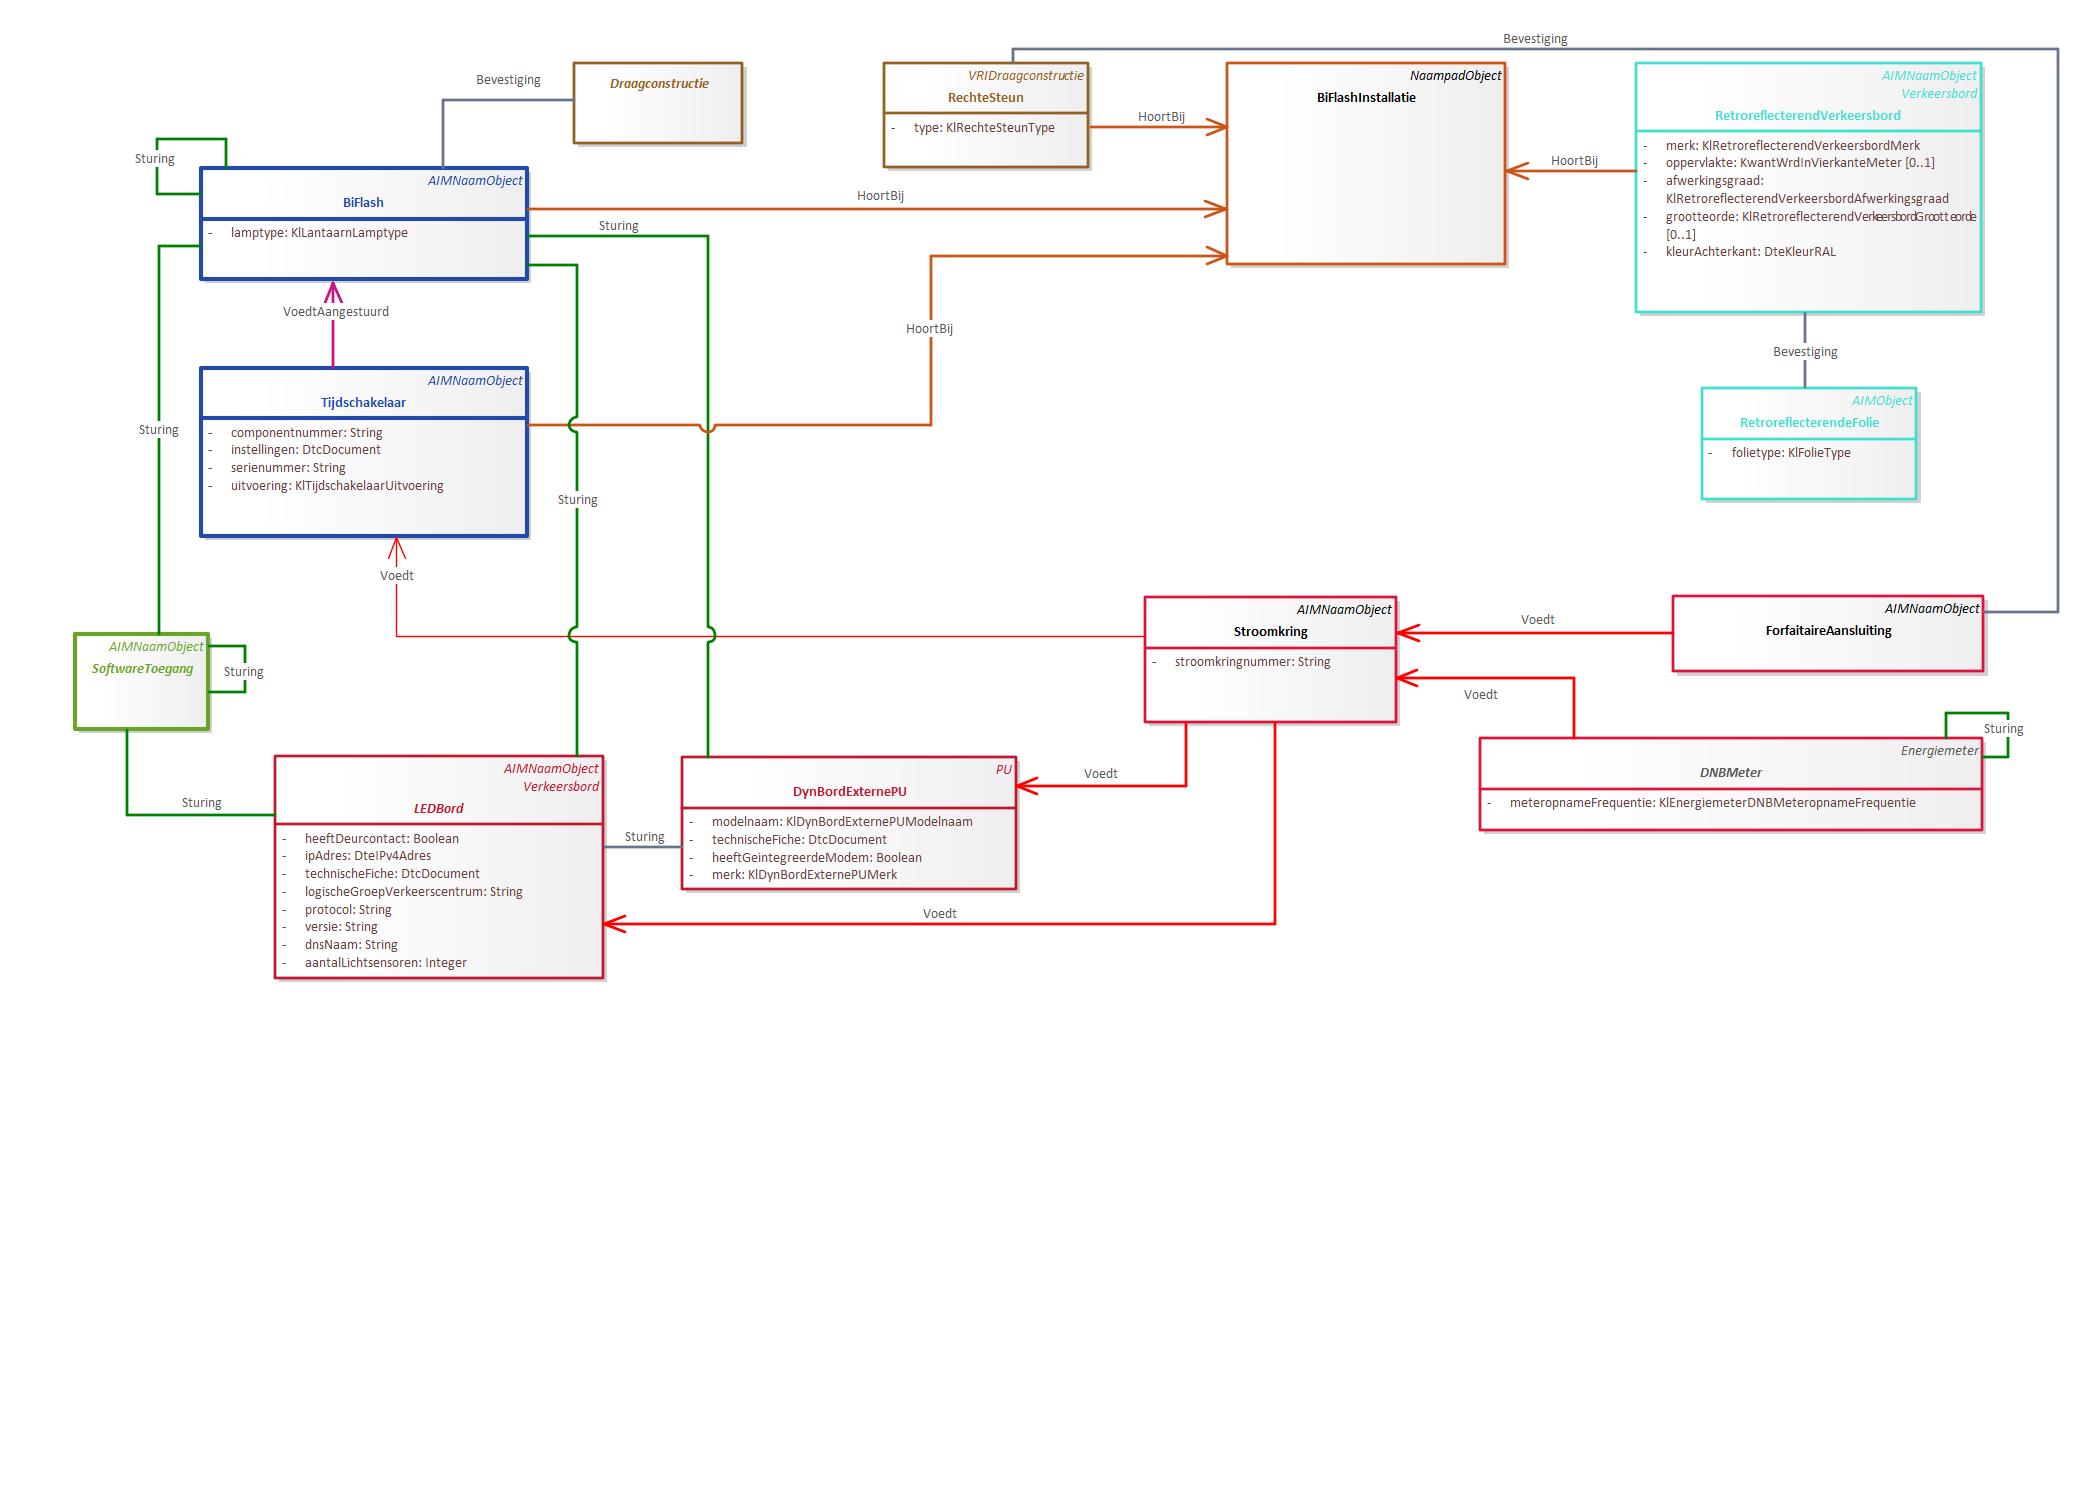 Bevestiging
Bevestiging
Draagconstructie
VRIDraagconstructie
RechteSteun
- type: KlRechteSteunType
HoortBij
NaampadObject
BiFlashInstallatie
AIMNaamObject
Verkeersbord
RetroreflecterendVerkeersbord
- merk: KlRetroreflecterendVerkeersbordMerk
- oppervlakte: KwantWrdInVierkanteMeter [0..1]
- afwerkingsgraad:
KlRetroreflecterendVerkeersbordAfwerkingsgraad
- grootteorde: KlRetroreflecterendVerkeersbordGrootteorde
[0..1]
- kleurAchterkant: DteKleurRAL
HoortBij
Sturing
AIMNaamObject
BiFlash
- lamptype: KlLantaarnLamptype
HoortBij
Sturing
VoedtAangestuurd
HoortBij
Bevestiging
AIMNaamObject
Tijdschakelaar
- componentnummer: String
- instellingen: DtcDocument
- serienummer: String
- uitvoering: KlTijdschakelaarUitvoering
AIMObject
RetroreflecterendeFolie
- folietype: KlFolieType
Sturing
Sturing
Voedt
AIMNaamObject
Stroomkring
- stroomkringnummer: String
Voedt
AIMNaamObject
ForfaitaireAansluiting
AIMNaamObject
SoftwareToegang
Sturing
Voedt
Sturing
Energiemeter
DNBMeter
- meteropnameFrequentie: KlEnergiemeterDNBMeteropnameFrequentie
Sturing
AIMNaamObject
Verkeersbord
LEDBord
- heeftDeurcontact: Boolean
- ipAdres: DteIPv4Adres
- technischeFiche: DtcDocument
- logischeGroepVerkeerscentrum: String
- protocol: String
- versie: String
- dnsNaam: String
- aantalLichtsensoren: Integer
Sturing
PU
DynBordExternePU
- modelnaam: KlDynBordExternePUModelnaam
- technischeFiche: DtcDocument
- heeftGeintegreerdeModem: Boolean
- merk: KlDynBordExternePUMerk
Voedt
Voedt